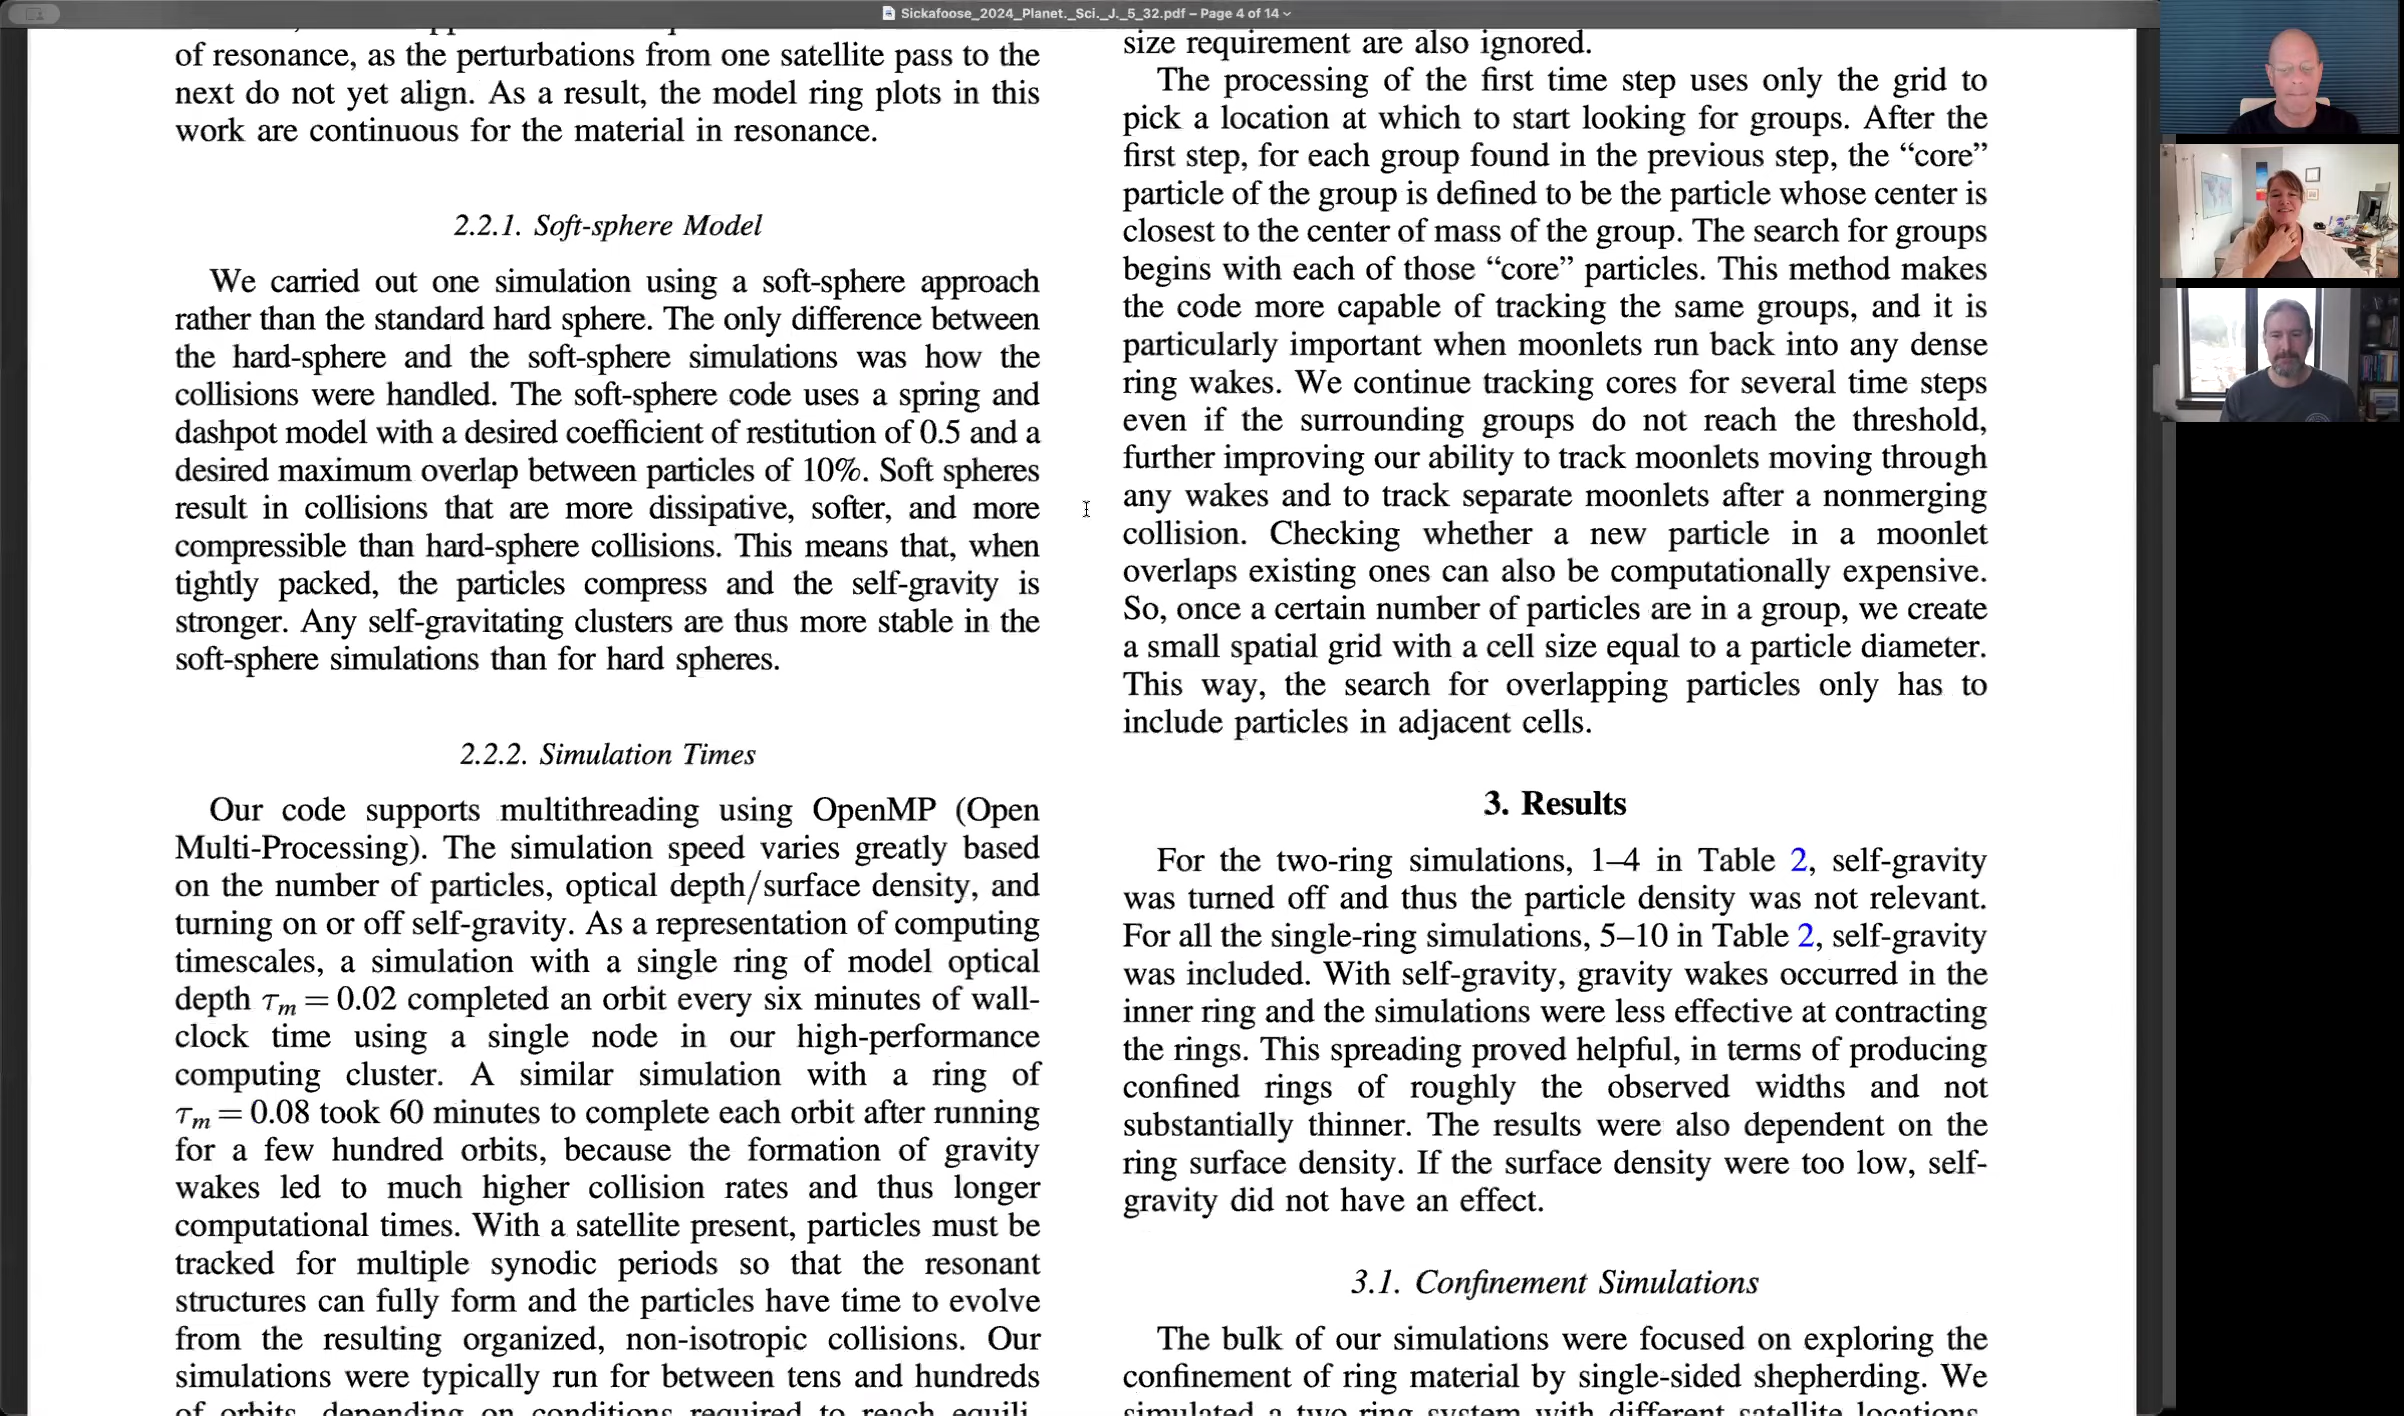 Sickafoose_2024_Planet._Sci._J._5_32.pdf – Page 4 of 14
of resonance, as the perturbations from one satellite pass to the
next do not yet align. As a result, the model ring plots in this
work are continuous for the material in resonance.
2.2.1. Soft-sphere Model
We carried out one simulation using a soft-sphere approach
rather than the standard hard sphere. The only difference between
the hard-sphere and the soft-sphere simulations was how the
collisions were handled. The soft-sphere code uses a spring and
dashpot model with a desired coefficient of restitution of 0.5 and a
desired maximum overlap between particles of 10%. Soft spheres
result in collisions that are more dissipative, softer, and more
compressible than hard-sphere collisions. This means that, when
tightly packed, the particles compress and the self-gravity is
stronger. Any self-gravitating clusters are thus more stable in the
soft-sphere simulations than for hard spheres.
2.2.2. Simulation Times
Our code supports multithreading using OpenMP (Open
Multi-Processing). The simulation speed varies greatly based
on the number of particles, optical depth/surface density, and
turning on or off self-gravity. As a representation of computing
timescales, a simulation with a single ring of model optical
depth τm = 0.02 completed an orbit every six minutes of wall-
clock time using a single node in our high-performance
computing cluster. A similar simulation with a ring of
τm = 0.08 took 60 minutes to complete each orbit after running
for a few hundred orbits, because the formation of gravity
wakes led to much higher collision rates and thus longer
computational times. With a satellite present, particles must be
tracked for multiple synodic periods so that the resonant
structures can fully form and the particles have time to evolve
from the resulting organized, non-isotropic collisions. Our
simulations were typically run for between tens and hundreds
of orbits, depending on conditions required to reach equili-
size requirement are also ignored.
The processing of the first time step uses only the grid to
pick a location at which to start looking for groups. After the
first step, for each group found in the previous step, the “core”
particle of the group is defined to be the particle whose center is
closest to the center of mass of the group. The search for groups
begins with each of those “core” particles. This method makes
the code more capable of tracking the same groups, and it is
particularly important when moonlets run back into any dense
ring wakes. We continue tracking cores for several time steps
even if the surrounding groups do not reach the threshold,
further improving our ability to track moonlets moving through
any wakes and to track separate moonlets after a nonmerging
collision. Checking whether a new particle in a moonlet
overlaps existing ones can also be computationally expensive.
So, once a certain number of particles are in a group, we create
a small spatial grid with a cell size equal to a particle diameter.
This way, the search for overlapping particles only has to
include particles in adjacent cells.
3. Results
For the two-ring simulations, 1–4 in Table 2, self-gravity
was turned off and thus the particle density was not relevant.
For all the single-ring simulations, 5–10 in Table 2, self-gravity
was included. With self-gravity, gravity wakes occurred in the
inner ring and the simulations were less effective at contracting
the rings. This spreading proved helpful, in terms of producing
confined rings of roughly the observed widths and not
substantially thinner. The results were also dependent on the
ring surface density. If the surface density were too low, self-
gravity did not have an effect.
3.1. Confinement Simulations
The bulk of our simulations were focused on exploring the
confinement of ring material by single-sided shepherding. We
simulated a two ring system with different satellite locations,